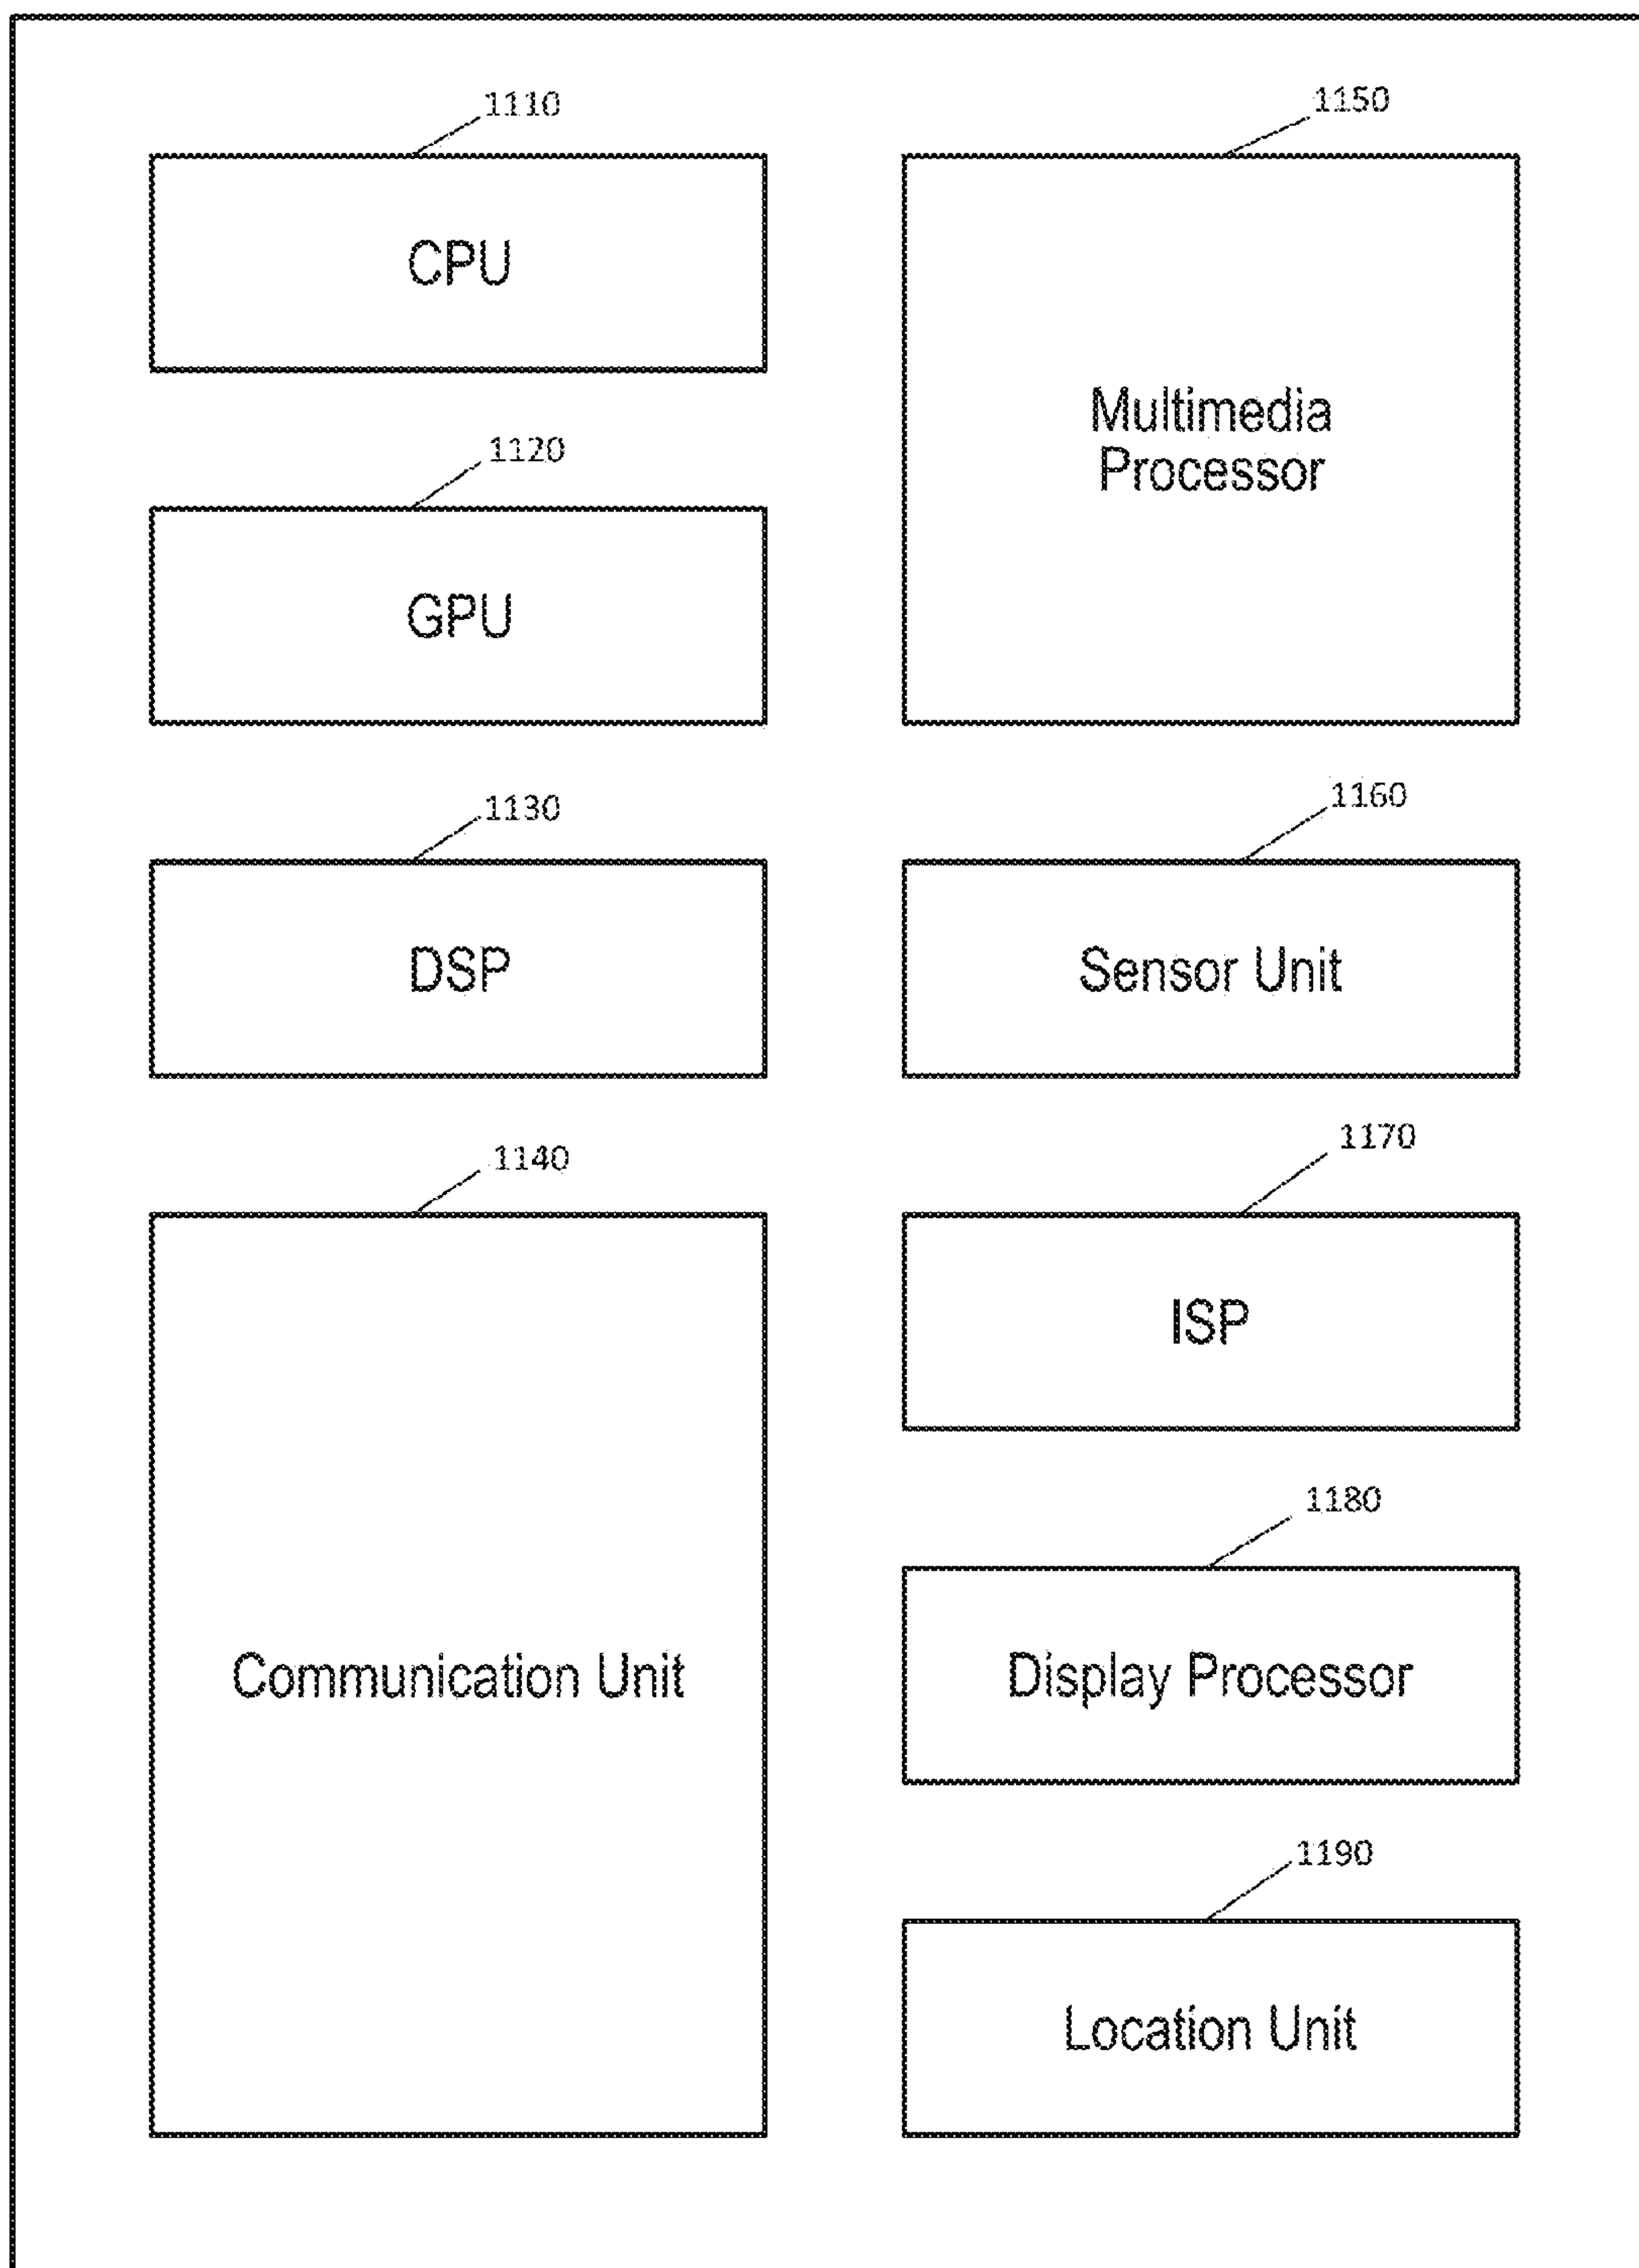 1110
CPU
1120
GPU
1130
DSP
1140
Communication Unit
1150
Multimedia
Processor
1160
Sensor Unit
1170
ISP
1180
Display Processor
1190
Location Unit